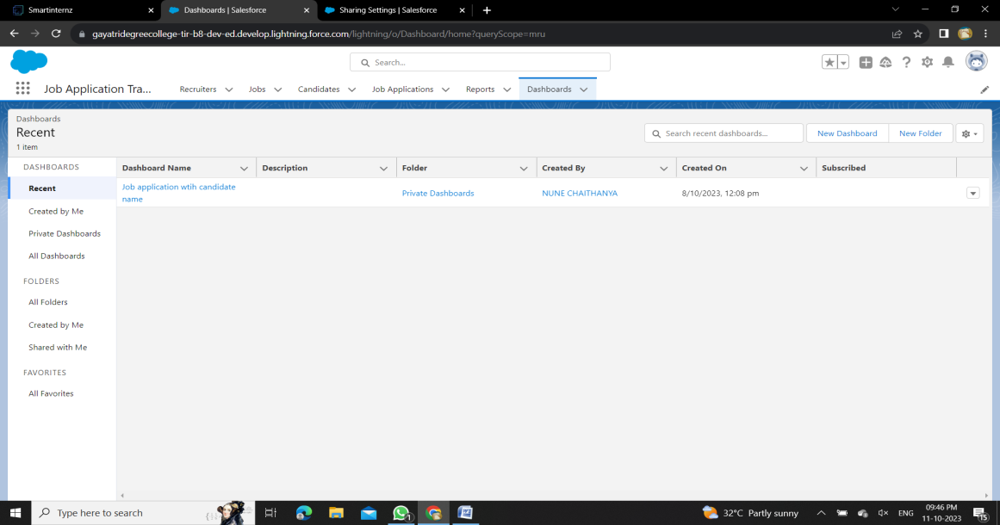 Smartinternz
Dashboards | Salesforce
Sharing Settings | Salesforce
gayatridegreecollege-tir-b8-dev-ed.develop.lightning.force.com/lightning/o/Dashboard/home?queryScope=mru
Search...
Job Application Tra...
Recruiters
Jobs
Candidates
Job Applications
Reports
Dashboards
Dashboards
Recent
1 item
Search recent dashboards...
New Dashboard
New Folder
DASHBOARDS
Recent
Created by Me
Private Dashboards
All Dashboards
FOLDERS
All Folders
Created by Me
Shared with Me
FAVORITES
All Favorites
Dashboard Name
Description
Folder
Created By
Created On
Subscribed
Job application wtih candidate
name
Private Dashboards
NUNE CHAITHANYA
8/10/2023, 12:08 pm
Type here to search
1
32°C Partly sunny
ENG
09:46 PM
11-10-2023
15